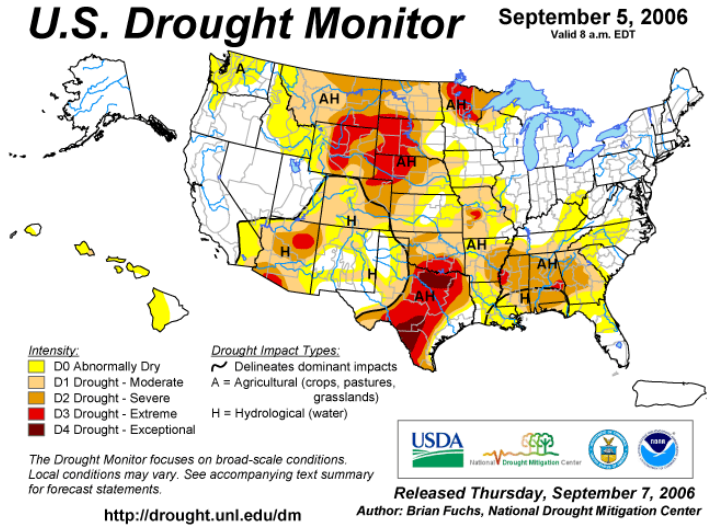 U.S. Drought Monitor
September 5, 2006
Valid 8 a.m. EDT
A
AH
AH
AH
H
H
H
AH
AH
AH
H
Intensity:
D0 Abnormally Dry
D1 Drought - Moderate
D2 Drought - Severe
D3 Drought - Extreme
D4 Drought - Exceptional
Drought Impact Types:
Delineates dominant impacts
A = Agricultural (crops, pastures,
grasslands)
H = Hydrological (water)
The Drought Monitor focuses on broad-scale conditions.
Local conditions may vary. See accompanying text summary
for forecast statements.
http://drought.unl.edu/dm
USDA
National Drought Mitigation Center
NOAA
Released Thursday, September 7, 2006
Author: Brian Fuchs, National Drought Mitigation Center